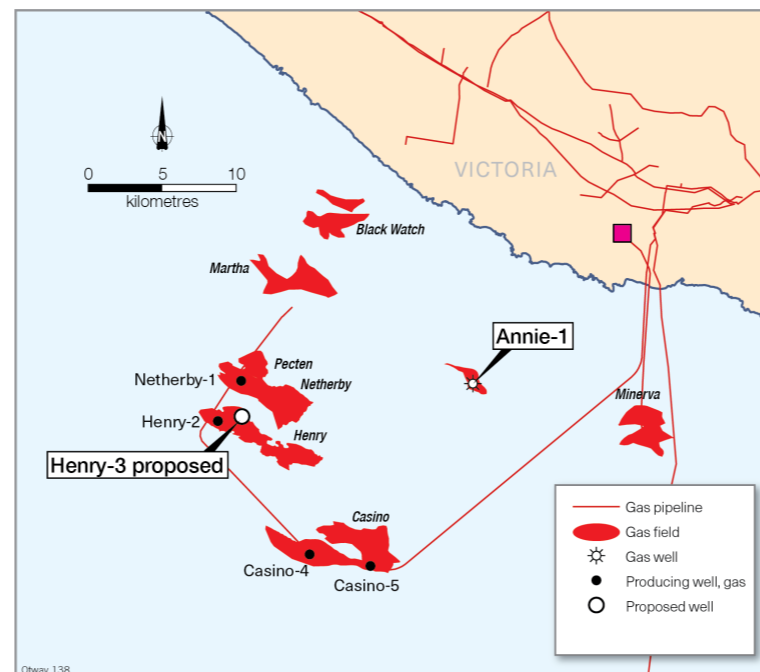 VICTORIA
N
0 5 10
kilometres
Black Watch
Martha
Annie-1
Pecten
Netherby-1
Netherby
Minerva
Henry-2
Henry
Henry-3 proposed
Casino
Casino-4
Casino-5
Gas pipeline
Gas field
Gas well
Producing well, gas
Proposed well
Otway 138